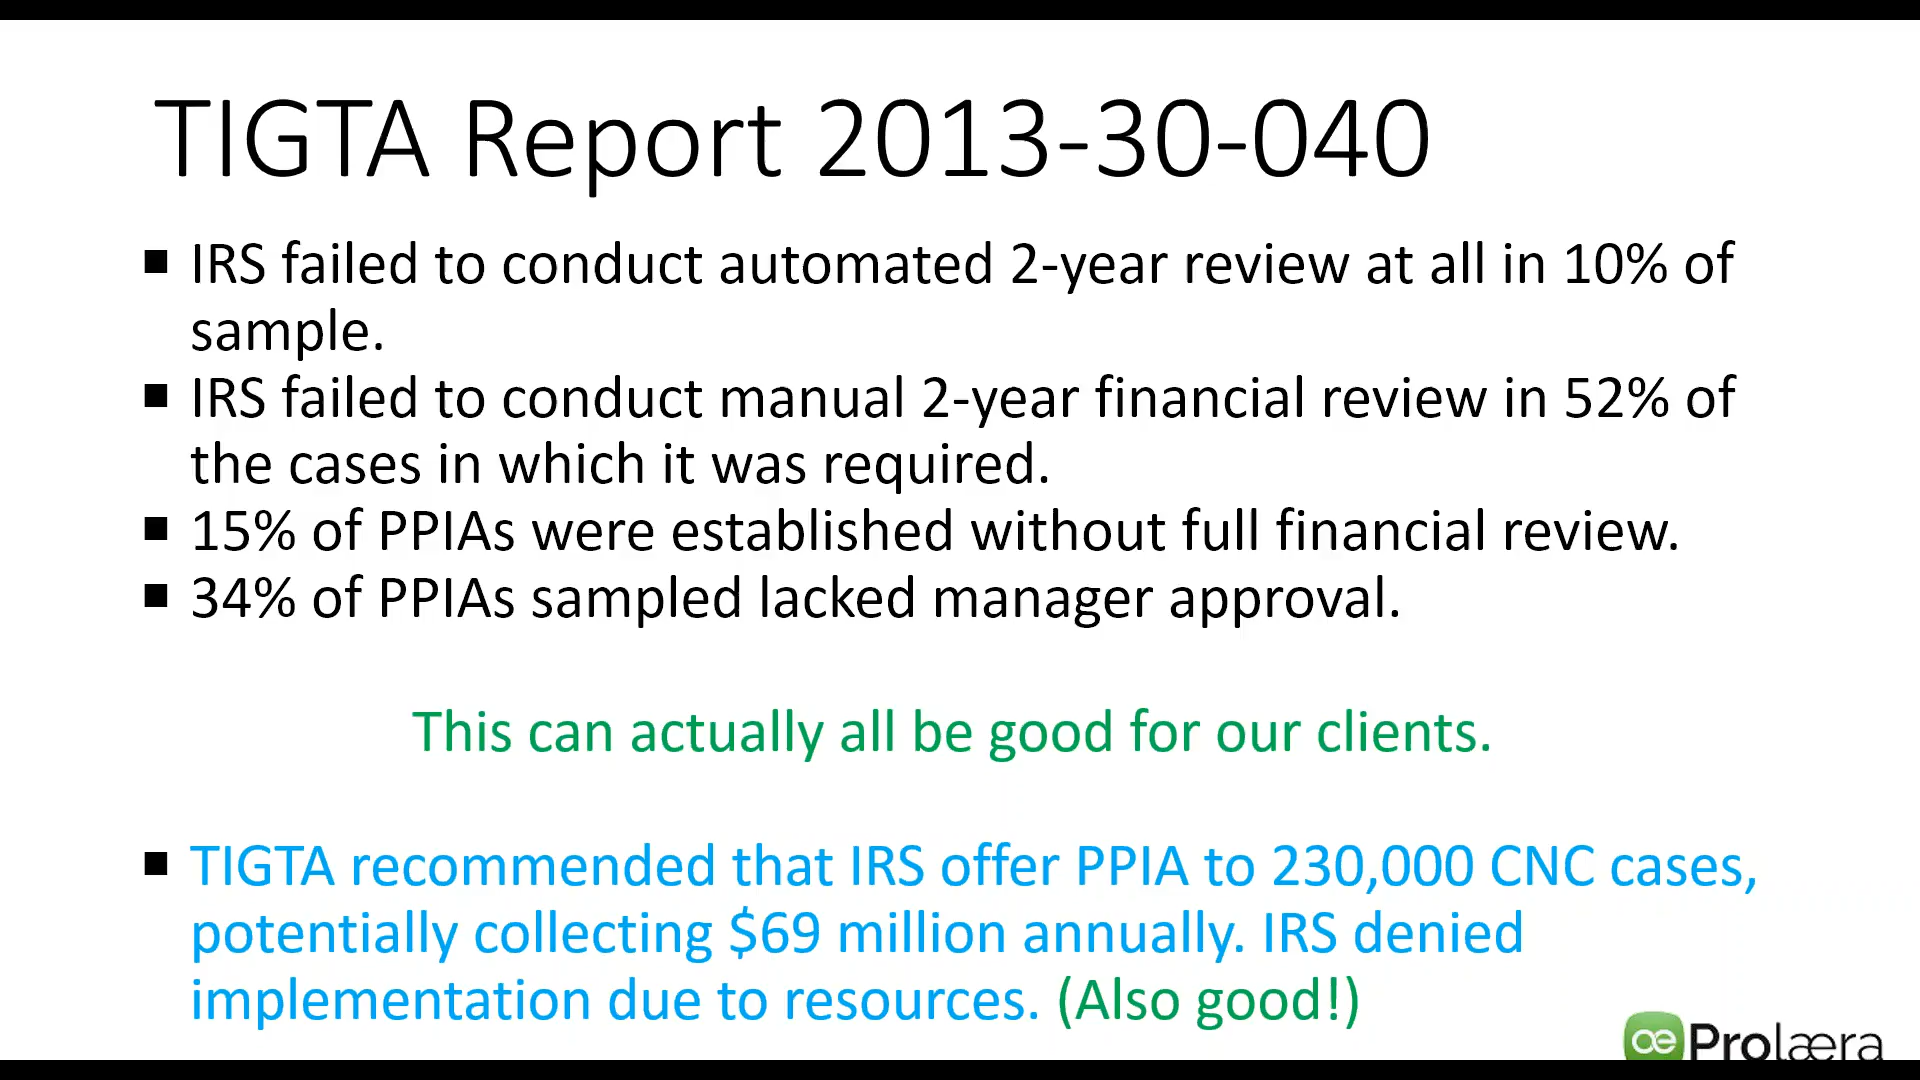 TIGTA Report 2013-30-040
▪ IRS failed to conduct automated 2-year review at all in 10% of
sample.
▪ IRS failed to conduct manual 2-year financial review in 52% of
the cases in which it was required.
▪ 15% of PPIAs were established without full financial review.
▪ 34% of PPIAs sampled lacked manager approval.
This can actually all be good for our clients.
▪ TIGTA recommended that IRS offer PPIA to 230,000 CNC cases,
potentially collecting $69 million annually. IRS denied
implementation due to resources. (Also good!)
æ Prolæra